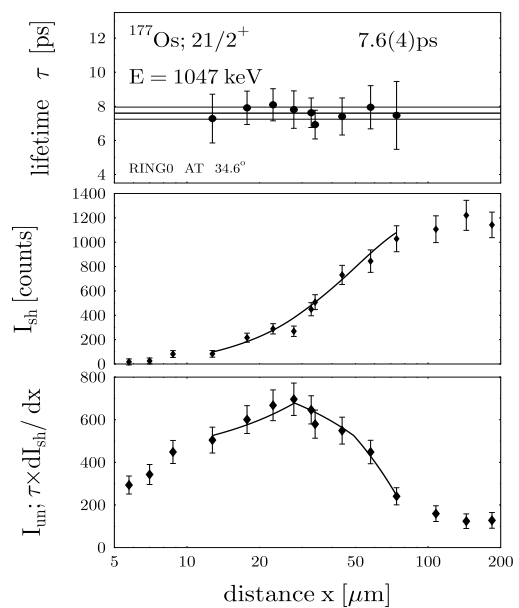 lifetime τ [ps]
12
10
8
6
4
¹⁷⁷Os; 21/2⁺ 7.6(4)ps
E = 1047 keV
RING0 AT 34.6°
I_sh [counts]
1400
1200
1000
800
600
400
200
0
I_un; τ×dI_sh/ dx
800
600
400
200
0
5 10 20 50 100 200
distance x [μm]